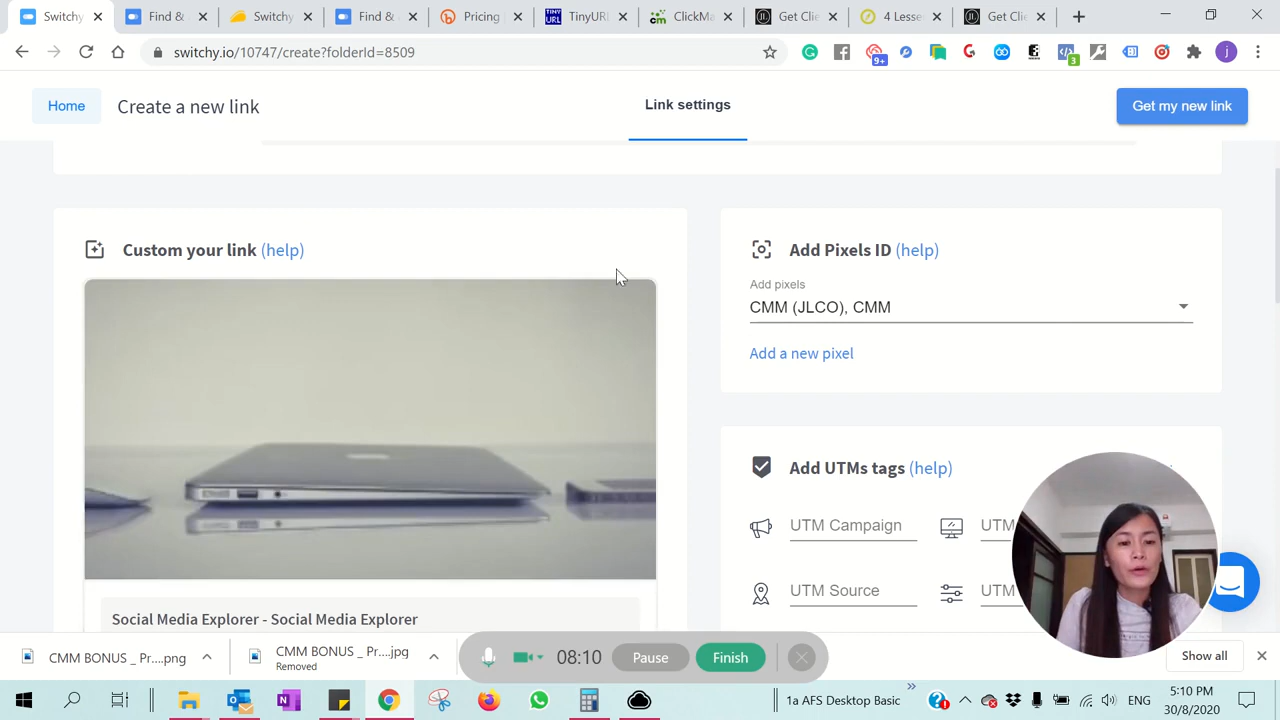 Switchy
Find &
Switchy
Find &
Pricing
TinyURL
ClickMa
Get Clie
4 Lesse
Get Clie
switchy.io/10747/create?folderId=8509
9+
3
j
Home
Create a new link
Link settings
Get my new link
Custom your link (help)
Add Pixels ID (help)
Add pixels
CMM (JLCO), CMM
Add a new pixel
Add UTMs tags (help)
UTM Campaign
UTM
UTM Source
UTM
Social Media Explorer - Social Media Explorer
CMM BONUS _ Pr....png
CMM BONUS _ Pr....jpg
Removed
08:10
Pause
Finish
Show all
1a AFS Desktop Basic
ENG
5:10 PM
30/8/2020